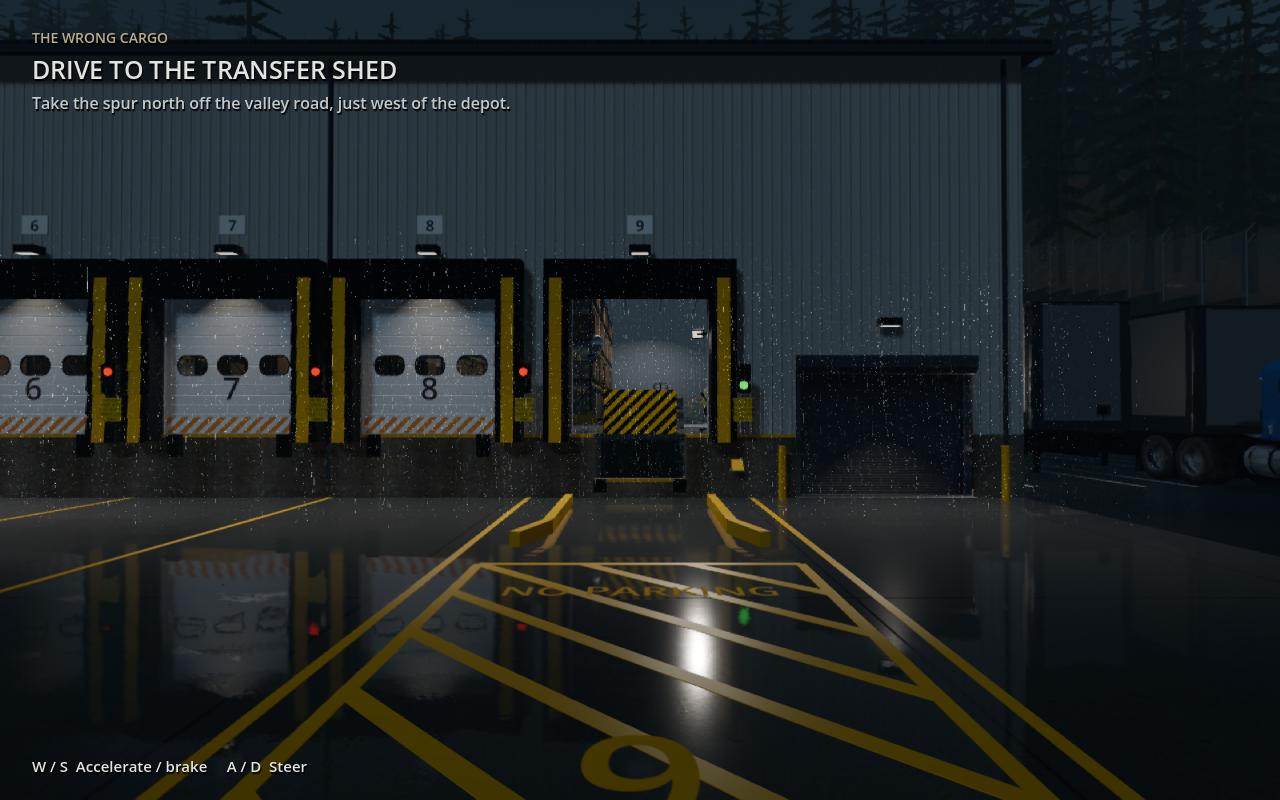 THE WRONG CARGO
DRIVE TO THE TRANSFER SHED
Take the spur north off the valley road, just west of the depot.
6 7 8 9
6 7 8
NO PARKING
9
W / S Accelerate / brake A / D Steer